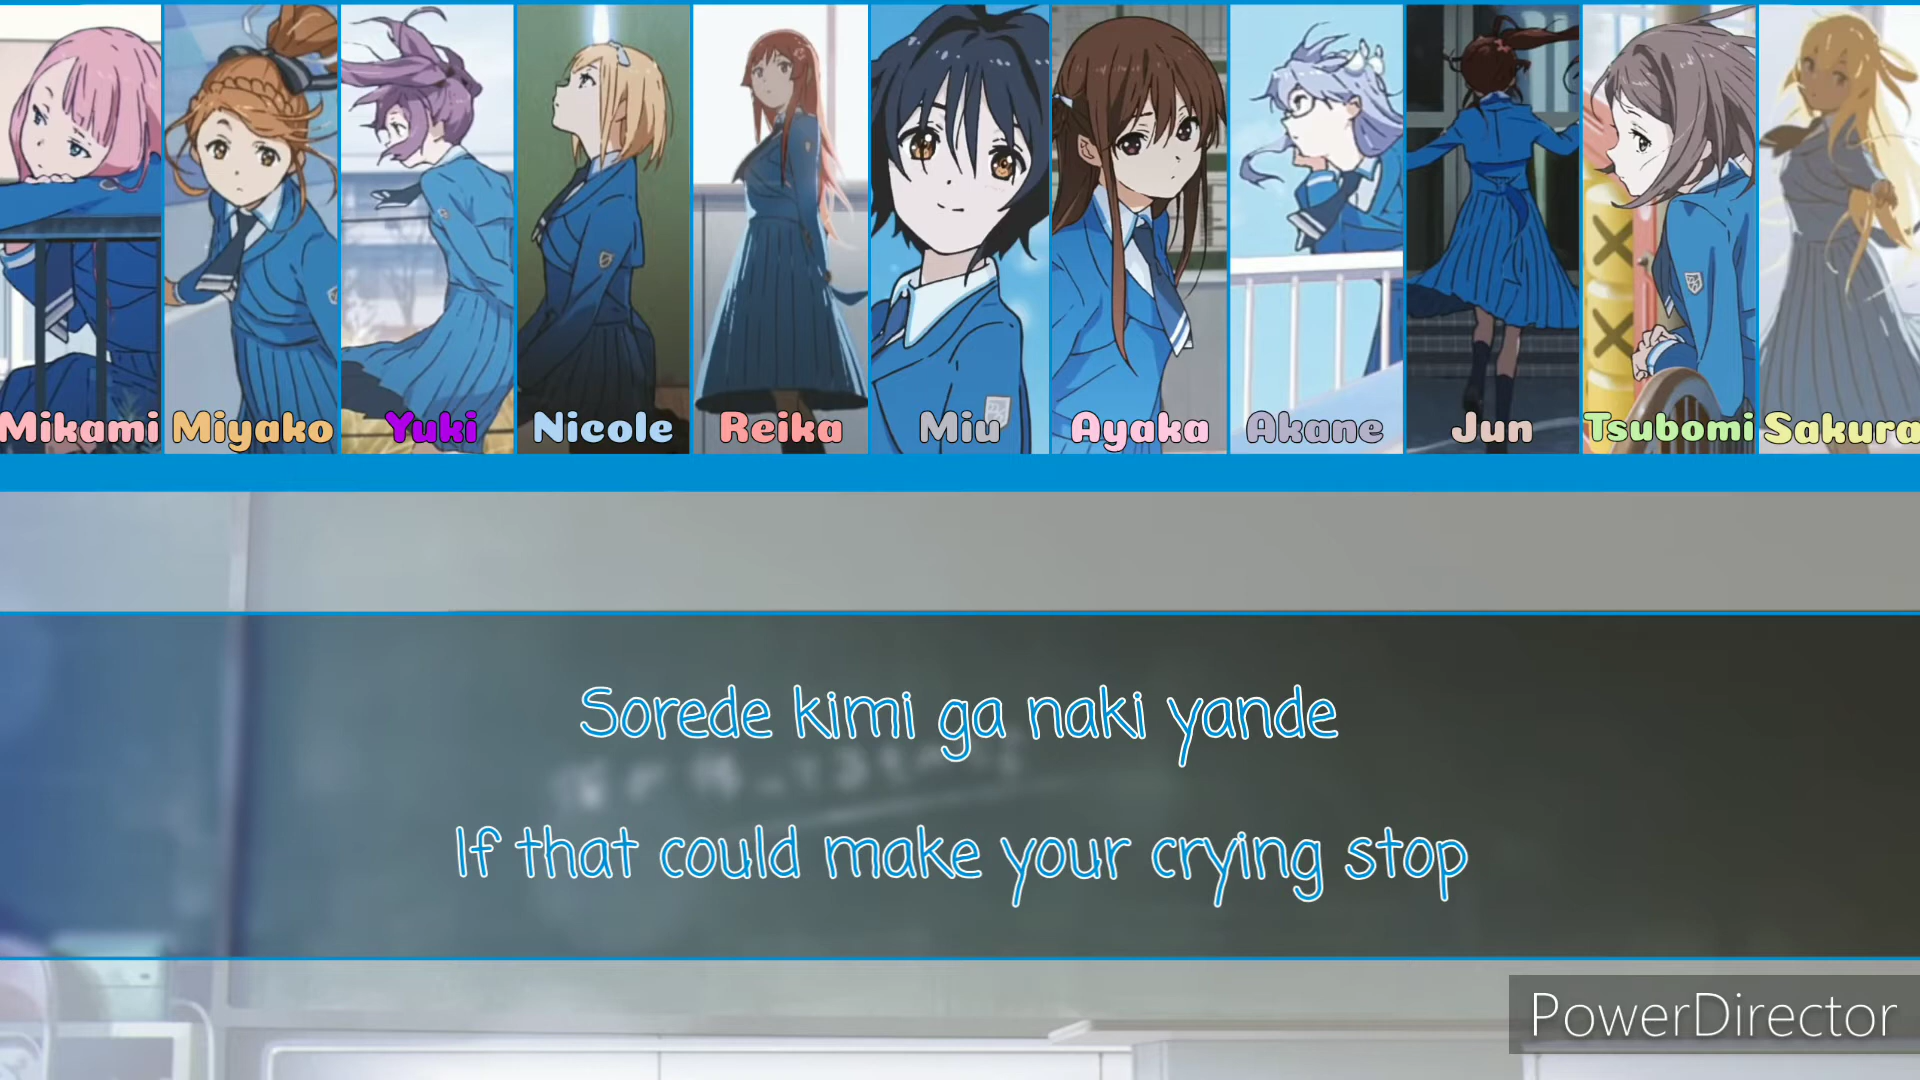 Mikami Miyako Yuki Nicole Reika Miu Ayaka Akane Jun Tsubomi Sakura
Sorede kimi ga naki yande
If that could make your crying stop
PowerDirector